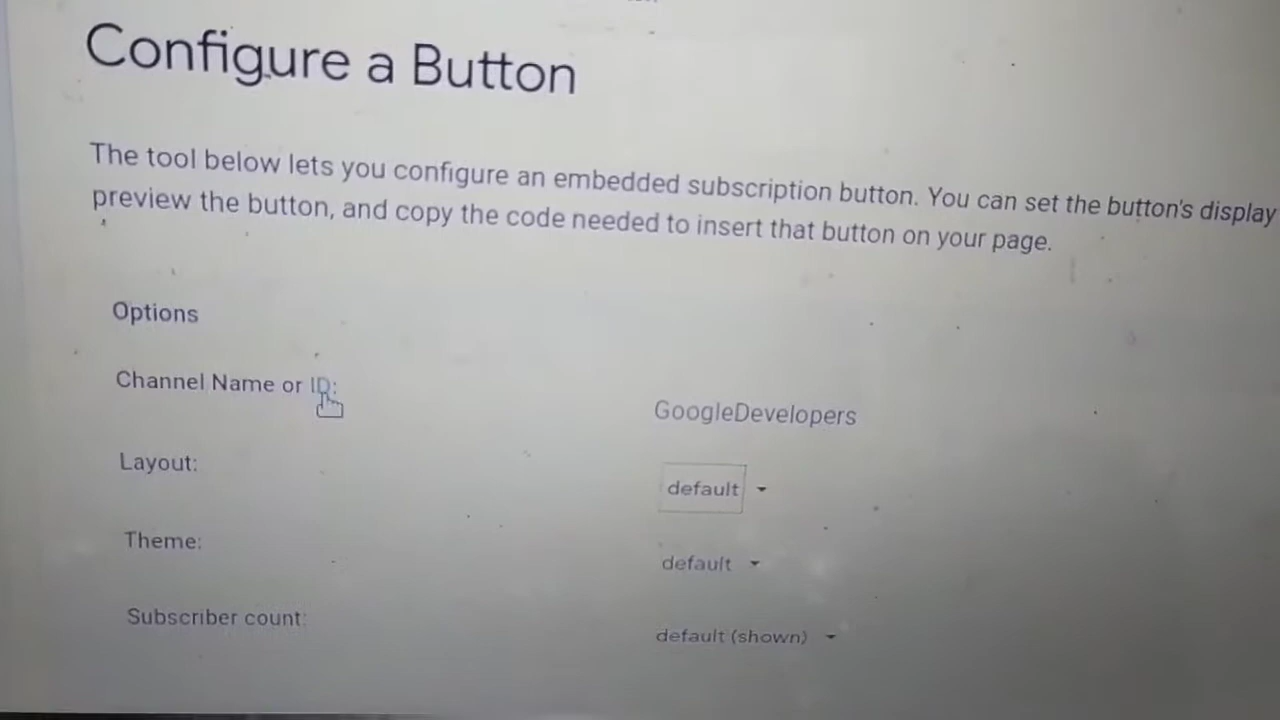 Configure a Button
The tool below lets you configure an embedded subscription button. You can set the button's display
preview the button, and copy the code needed to insert that button on your page.
Options
Channel Name or ID:
GoogleDevelopers
Layout:
default
Theme:
default
Subscriber count:
default (shown)